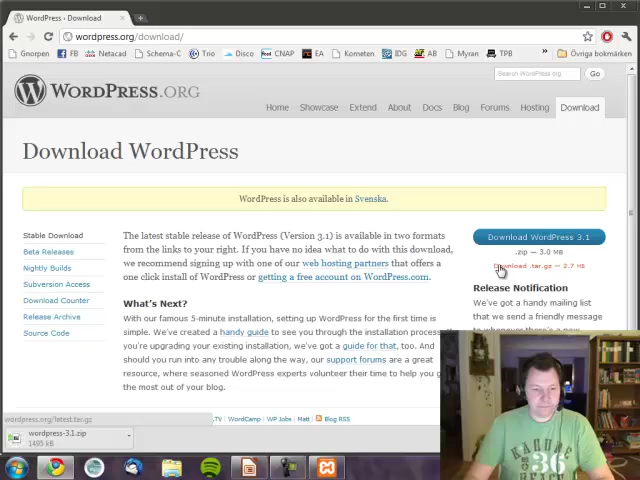 WordPress › Download
wordpress.org/download/
Gnorpen
FB
Netacad
Schema-C
Trio
Disco
CNAP
EA
Kometen
IDG
AB
Myran
TPB
»
Övriga bokmärken
WORDPRESS.ORG
Search WordPress.org
Go
Home
Showcase
Extend
About
Docs
Blog
Forums
Hosting
Download
Download WordPress
WordPress is also available in Svenska.
Stable Download
Beta Releases
Nightly Builds
Subversion Access
Download Counter
Release Archive
Source Code
The latest stable release of WordPress (Version 3.1) is available in two formats
from the links to your right. If you have no idea what to do with this download,
we recommend signing up with one of our web hosting partners that offers a
one click install of WordPress or getting a free account on WordPress.com.
What's Next?
With our famous 5-minute installation, setting up WordPress for the first time is
simple. We've created a handy guide to see you through the installation process.
you're upgrading your existing installation, we've got a guide for that, too. And
should you run into any trouble along the way, our support forums are a great
resource, where seasoned WordPress experts volunteer their time to help you g
the most out of your blog.
Download WordPress 3.1
.zip — 3.0 MB
Download .tar.gz — 2.7 MB
Release Notification
We've got a handy mailing list
that we send a friendly message
to whenever there's a new
wordpress.org/latest.tar.gz
.TV
WordCamp
WP Jobs
Matt
Blog RSS
wordpress-3.1.zip
1495 kB
KAHUNE
36
BEACH